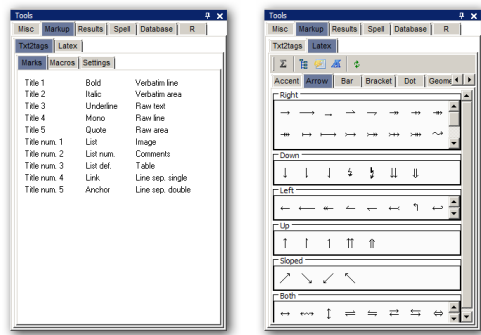 Tools
Misc Markup Results Spell Database R
Txt2tags Latex
Marks Macros Settings
Title 1 Bold Verbatim line
Title 2 Italic Verbatim area
Title 3 Underline Raw text
Title 4 Mono Raw line
Title 5 Quote Raw area
Title num. 1 List Image
Title num. 2 List num. Comments
Title num. 3 List def. Table
Title num. 4 Link Line sep. single
Title num. 5 Anchor Line sep. double
Tools
Misc Markup Results Spell Database R
Txt2tags Latex
Accent Arrow Bar Bracket Dot Geome
Right
Down
Left
Up
Sloped
Both